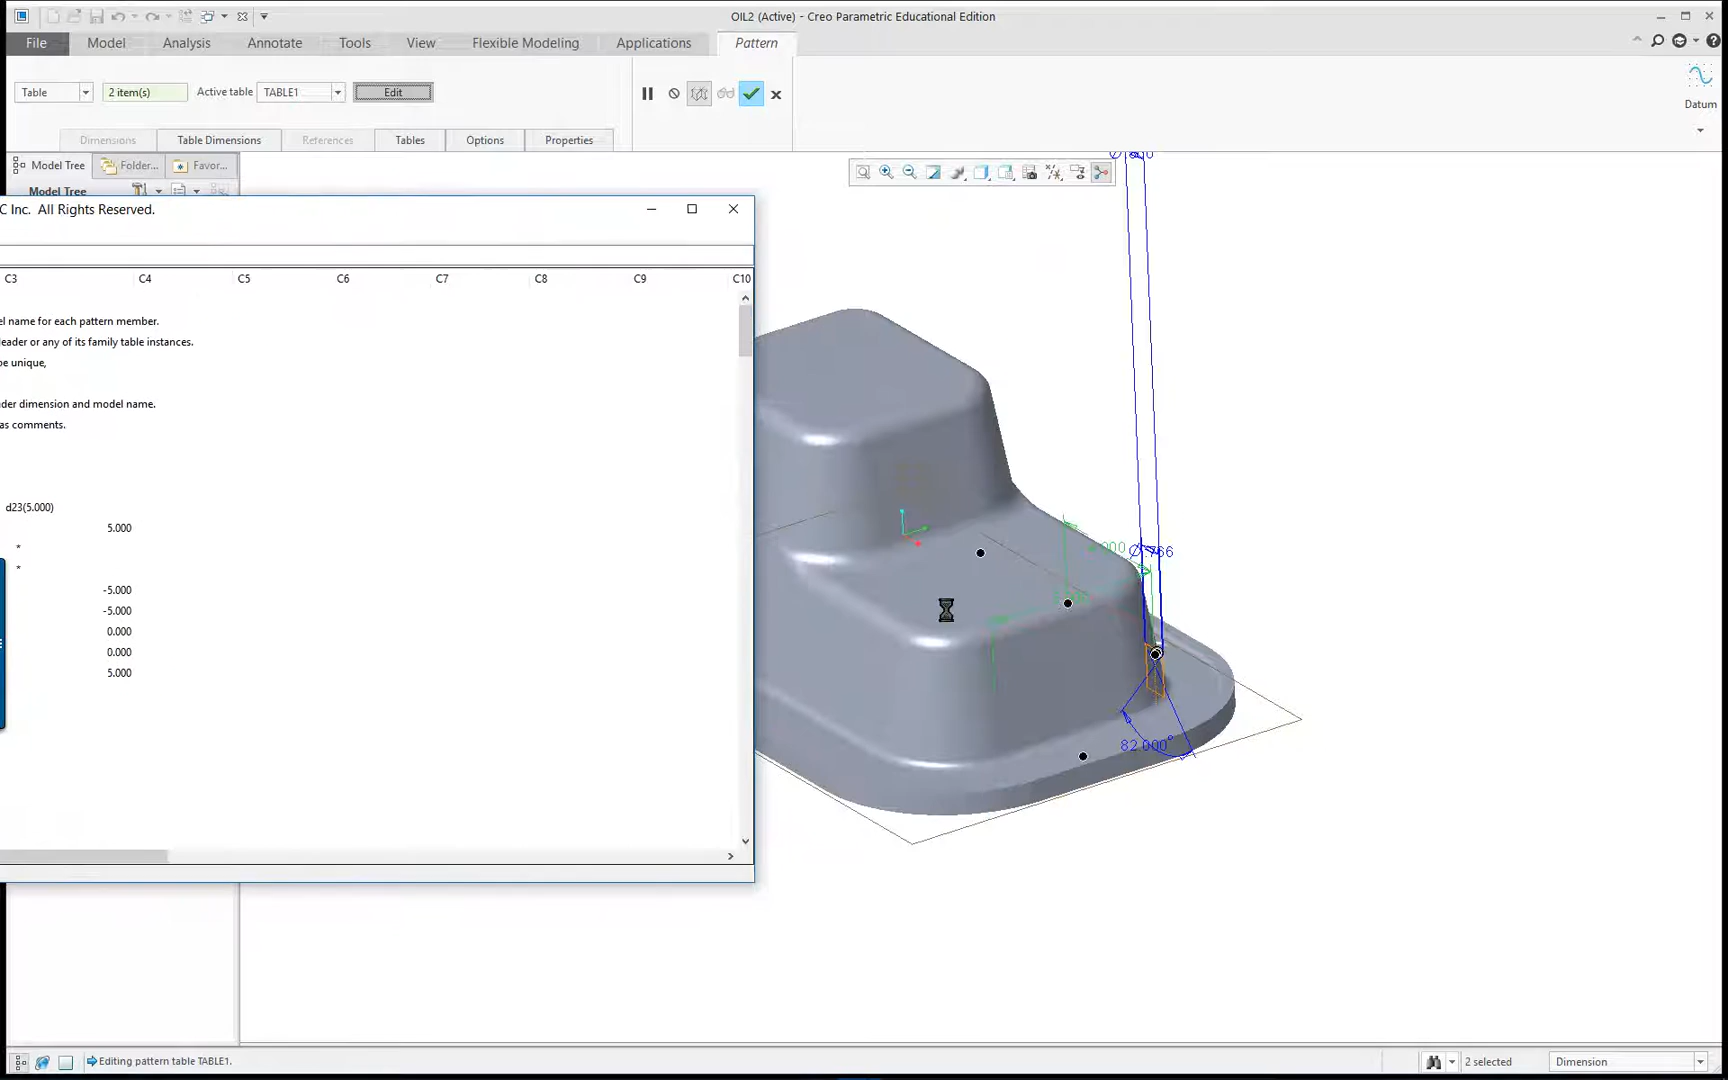 OIL2 (Active) - Creo Parametric Educational Edition
File Model Analysis Annotate Tools View Flexible Modeling Applications Pattern
Table 2 item(s) Active table TABLE1 Edit
Datum
Dimensions Table Dimensions References Tables Options Properties
Model Tree Folder... Favor...
Model Tree
C Inc. All Rights Reserved.
C3 C4 C5 C6 C7 C8 C9 C10
el name for each pattern member.
leader or any of its family table instances.
be unique,
ader dimension and model name.
as comments.
d23(5.000)
5.000
*
*
-5.000
-5.000
0.000
0.000
5.000
82.000°
Editing pattern table TABLE1.
2 selected Dimension